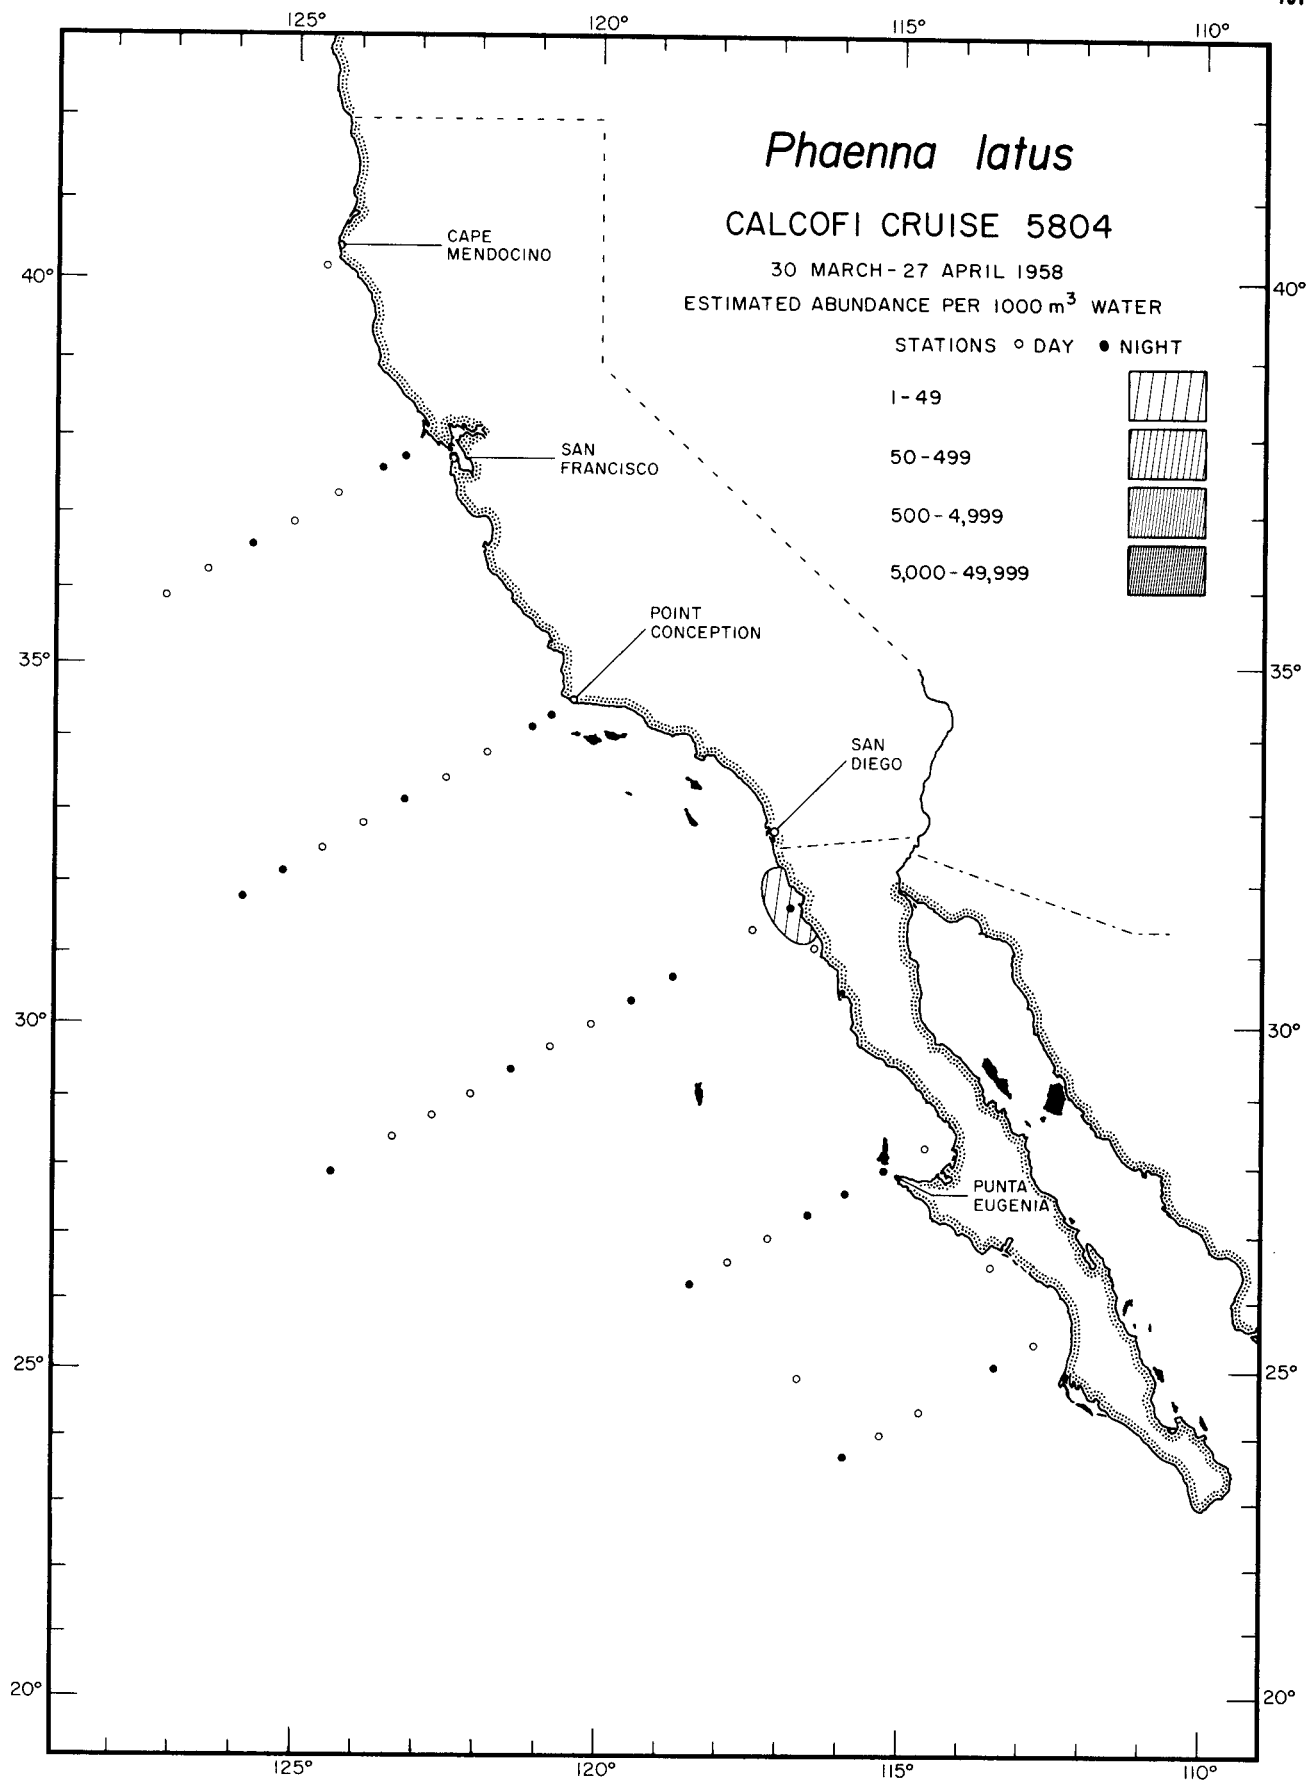 125° 120° 115° 110°
Phaenna latus
CALCOFI CRUISE 5804
30 MARCH - 27 APRIL 1958
ESTIMATED ABUNDANCE PER 1000 m³ WATER
STATIONS ○ DAY ● NIGHT
1 - 49
50 - 499
500 - 4,999
5,000 - 49,999
CAPE
MENDOCINO
40° 40°
SAN
FRANCISCO
POINT
CONCEPTION
35° 35°
SAN
DIEGO
30° 30°
PUNTA
EUGENIA
25° 25°
20° 20°
125° 120° 115° 110°